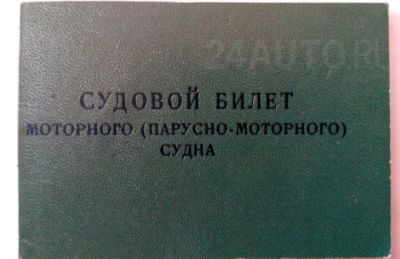 24AUTO.RU
СУДОВОЙ БИЛЕТ
МОТОРНОГО (ПАРУСНО-МОТОРНОГО)
СУДНА